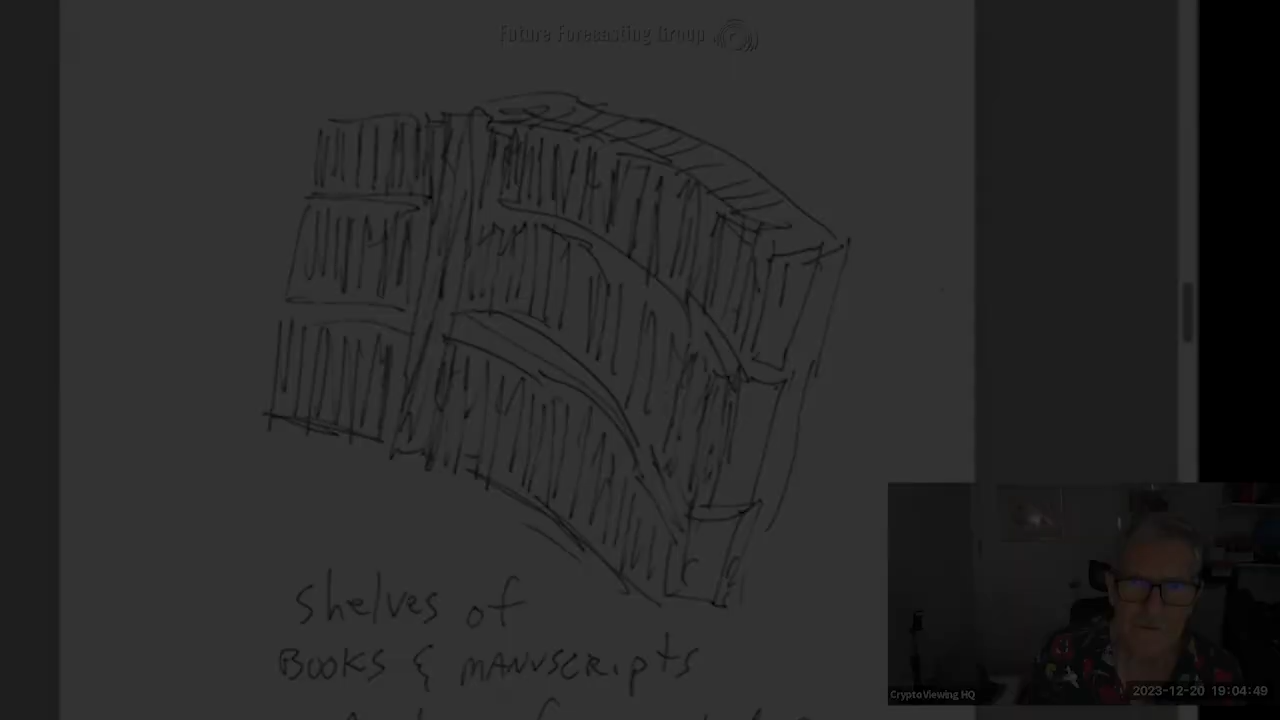 Future Forecasting Group
shelves of
BOOKS & MANUSCRIPTS
CryptoViewing HQ
2023-12-20 19:04:49